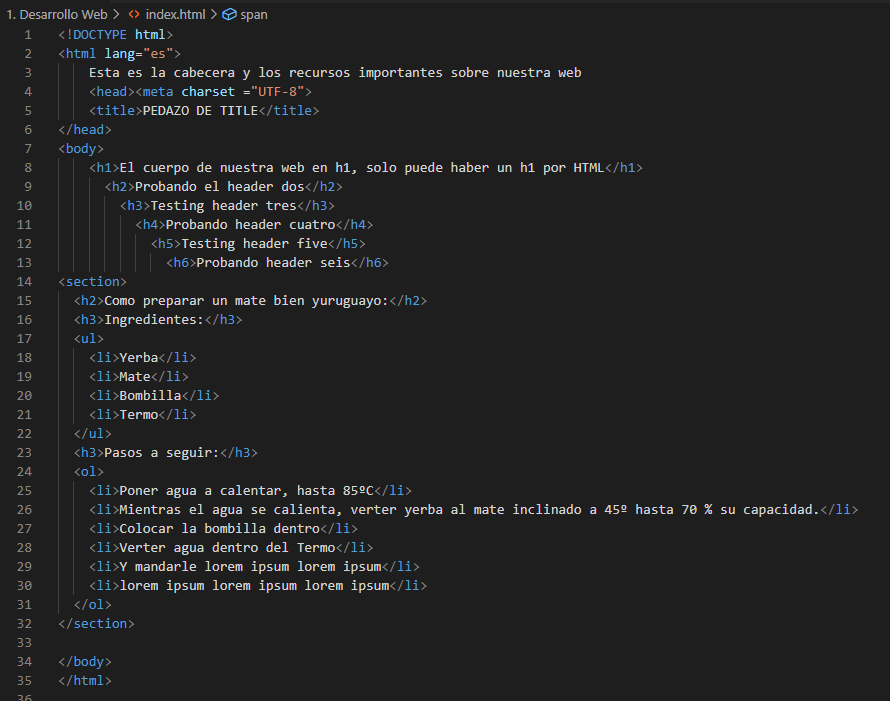 1. Desarrollo Web > <> index.html > span
1 <!DOCTYPE html>
2 <html lang="es">
3 Esta es la cabecera y los recursos importantes sobre nuestra web
4 <head><meta charset ="UTF-8">
5 <title>PEDAZO DE TITLE</title>
6 </head>
7 <body>
8 <h1>El cuerpo de nuestra web en h1, solo puede haber un h1 por HTML</h1>
9 <h2>Probando el header dos</h2>
10 <h3>Testing header tres</h3>
11 <h4>Probando header cuatro</h4>
12 <h5>Testing header five</h5>
13 <h6>Probando header seis</h6>
14 <section>
15 <h2>Como preparar un mate bien yuruguayo:</h2>
16 <h3>Ingredientes:</h3>
17 <ul>
18 <li>Yerba</li>
19 <li>Mate</li>
20 <li>Bombilla</li>
21 <li>Termo</li>
22 </ul>
23 <h3>Pasos a seguir:</h3>
24 <ol>
25 <li>Poner agua a calentar, hasta 85ºC</li>
26 <li>Mientras el agua se calienta, verter yerba al mate inclinado a 45º hasta 70 % su capacidad.</li>
27 <li>Colocar la bombilla dentro</li>
28 <li>Verter agua dentro del Termo</li>
29 <li>Y mandarle lorem ipsum lorem ipsum</li>
30 <li>lorem ipsum lorem ipsum lorem ipsum</li>
31 </ol>
32 </section>
33
34 </body>
35 </html>
36